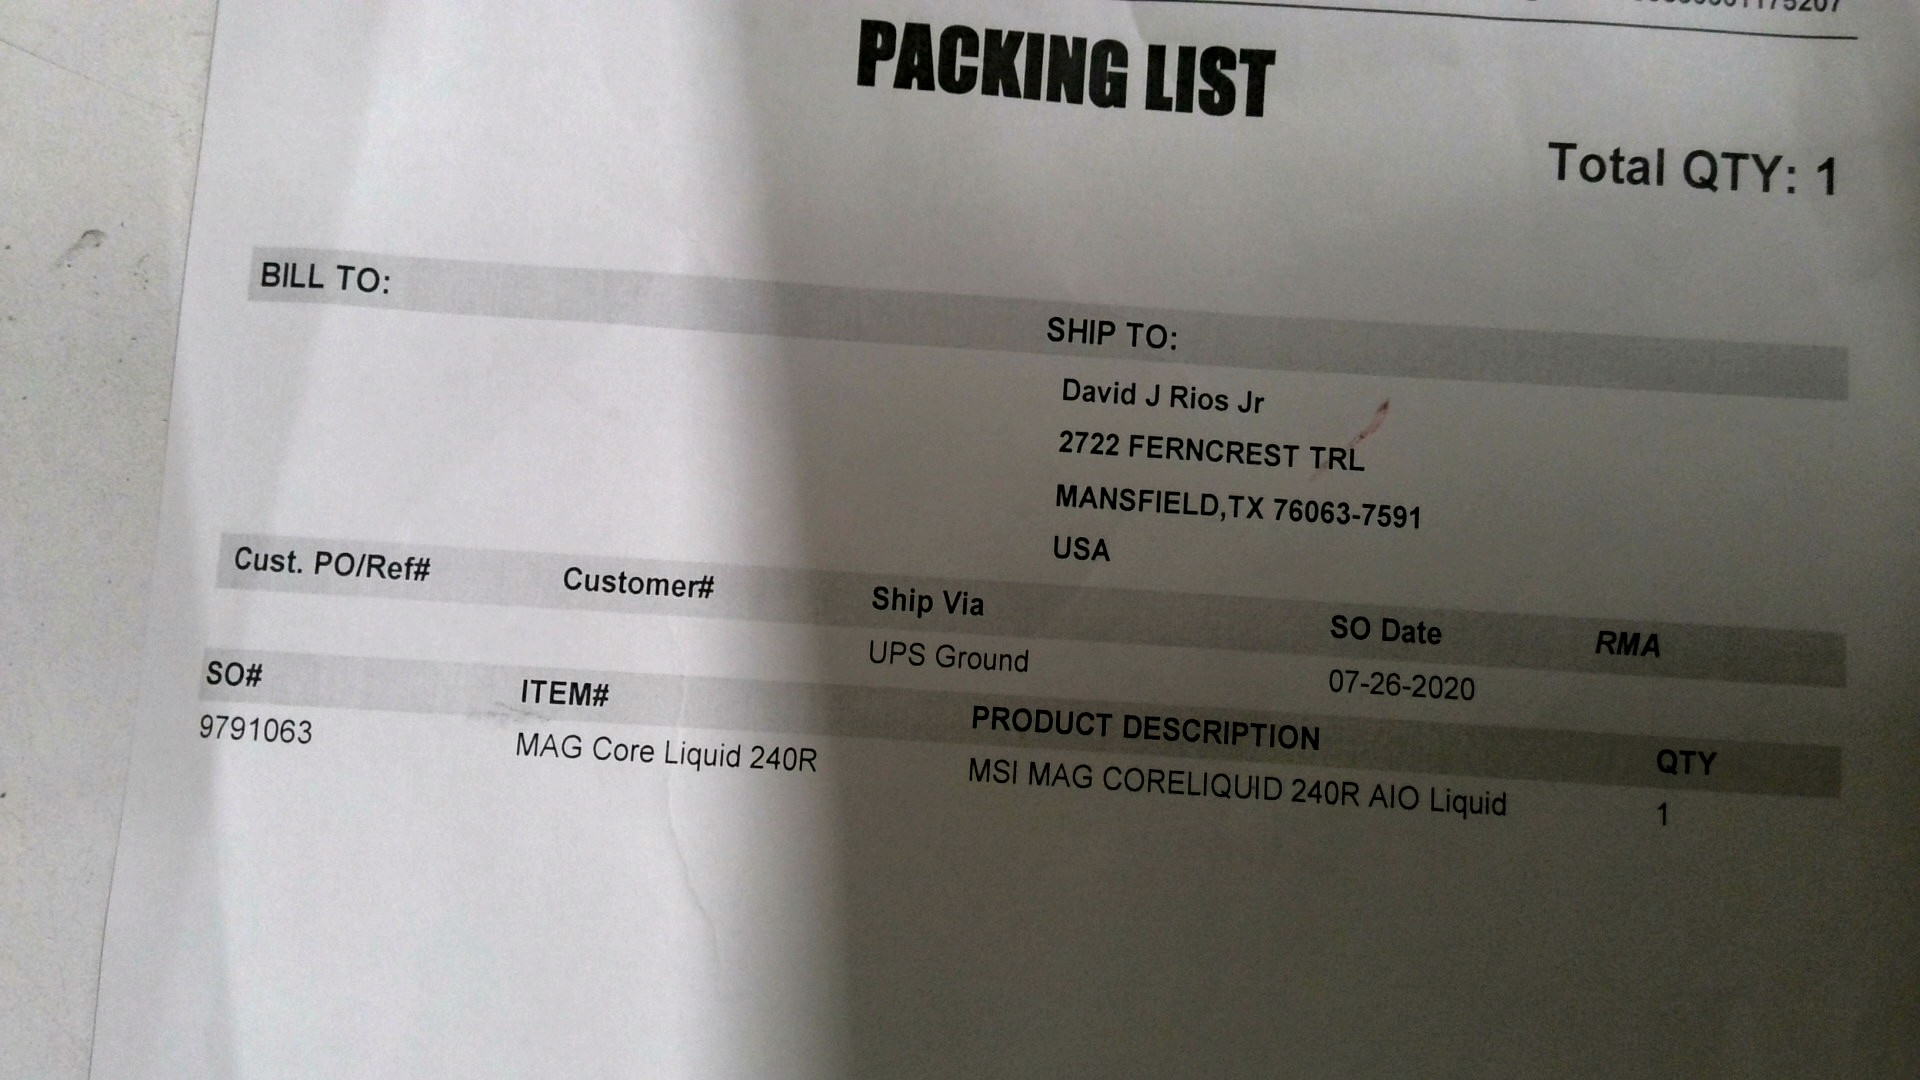 PACKING LIST
Total QTY: 1
BILL TO:
SHIP TO:
David J Rios Jr
2722 FERNCREST TRL
MANSFIELD,TX 76063-7591
USA
Cust. PO/Ref# Customer# Ship Via SO Date RMA
UPS Ground 07-26-2020
SO# ITEM# PRODUCT DESCRIPTION QTY
9791063 MAG Core Liquid 240R MSI MAG CORELIQUID 240R AIO Liquid 1